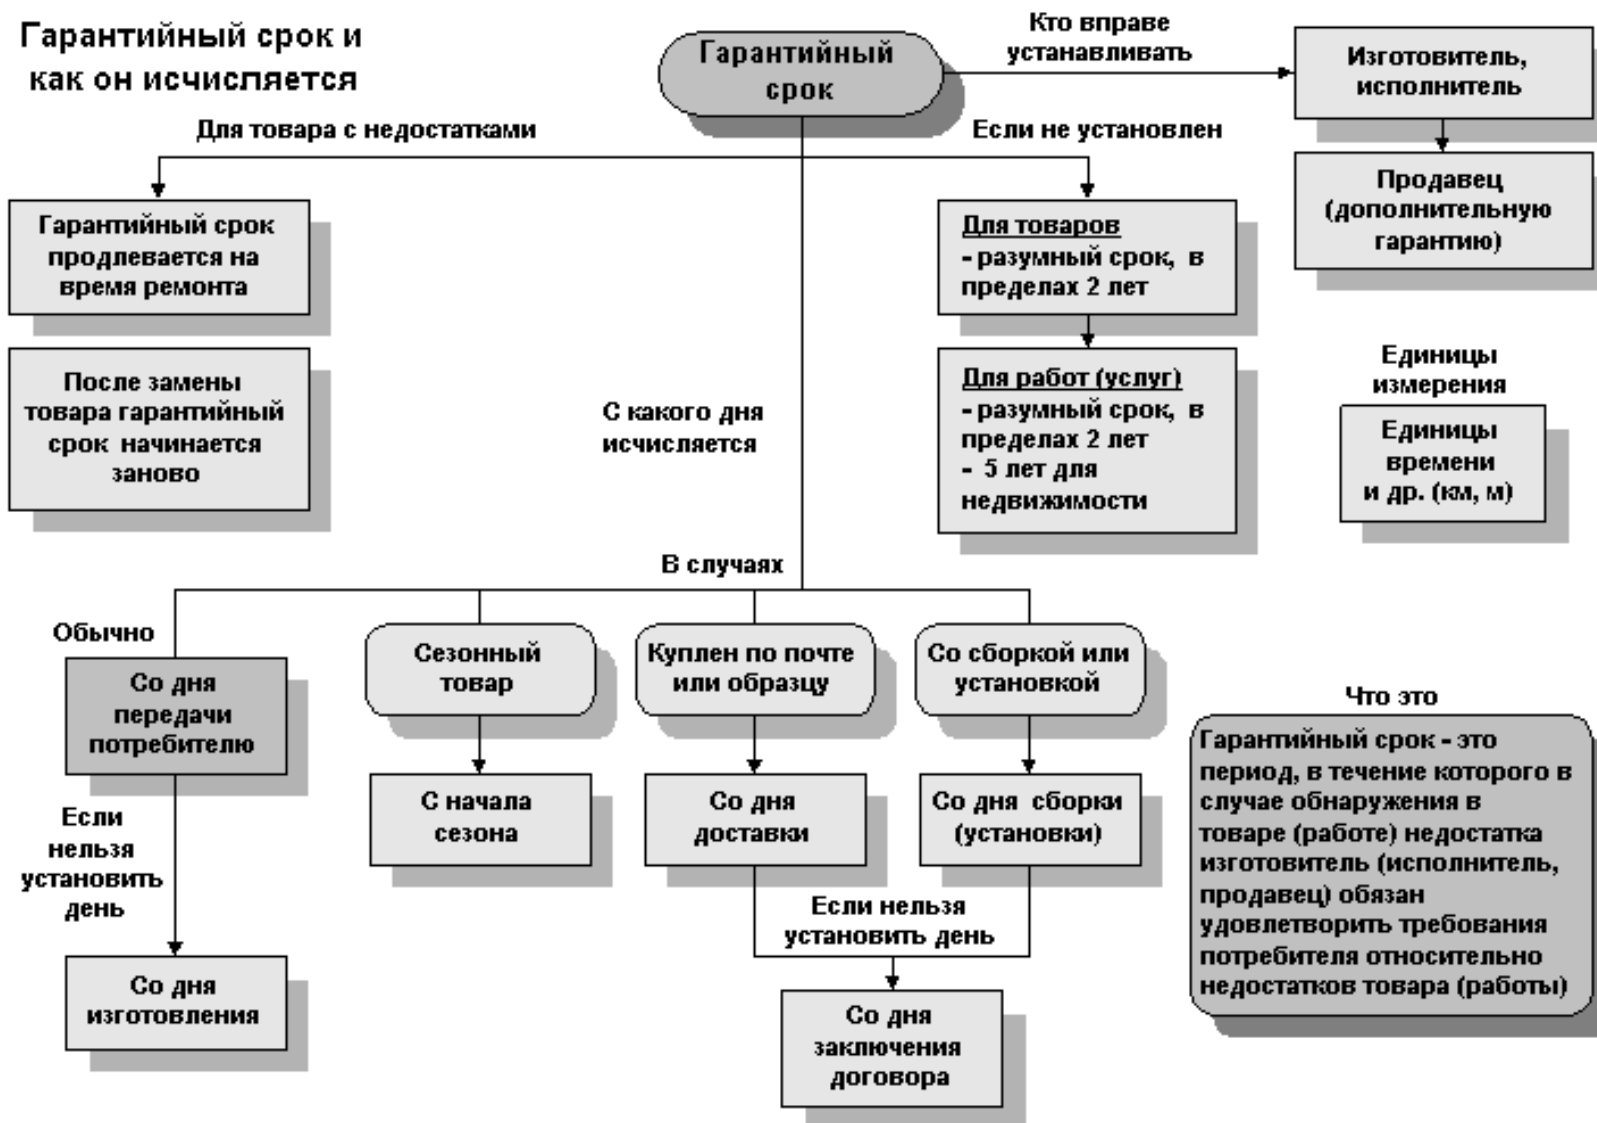 Гарантийный срок и
как он исчисляется
Гарантийный
срок
Кто вправе
устанавливать
Изготовитель,
исполнитель
Продавец
(дополнительную
гарантию)
Для товара с недостатками
Если не установлен
Гарантийный срок
продлевается на
время ремонта
После замены
товара гарантийный
срок начинается
заново
Для товаров
- разумный срок, в
пределах 2 лет
Для работ (услуг)
- разумный срок, в
пределах 2 лет
- 5 лет для
недвижимости
Единицы
измерения
Единицы
времени
и др. (км, м)
С какого дня
исчисляется
В случаях
Обычно
Со дня
передачи
потребителю
Если
нельзя
установить
день
Со дня
изготовления
Сезонный
товар
С начала
сезона
Куплен по почте
или образцу
Со дня
доставки
Со сборкой или
установкой
Со дня сборки
(установки)
Если нельзя
установить день
Со дня
заключения
договора
Что это
Гарантийный срок - это
период, в течение которого в
случае обнаружения в
товаре (работе) недостатка
изготовитель (исполнитель,
продавец) обязан
удовлетворить требования
потребителя относительно
недостатков товара (работы)